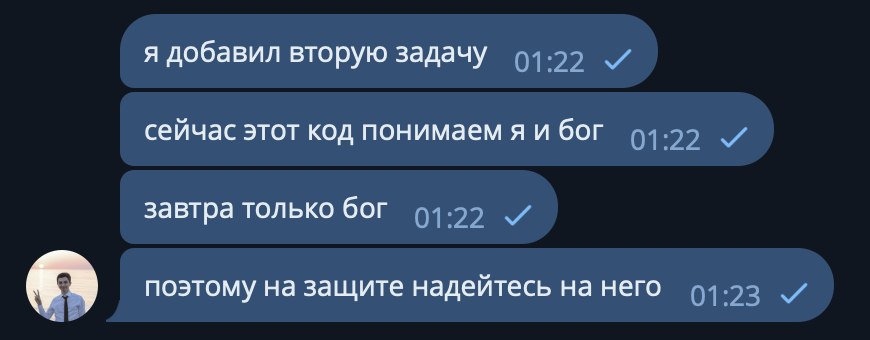 я добавил вторую задачу 01:22
сейчас этот код понимаем я и бог 01:22
завтра только бог 01:22
поэтому на защите надейтесь на него 01:23